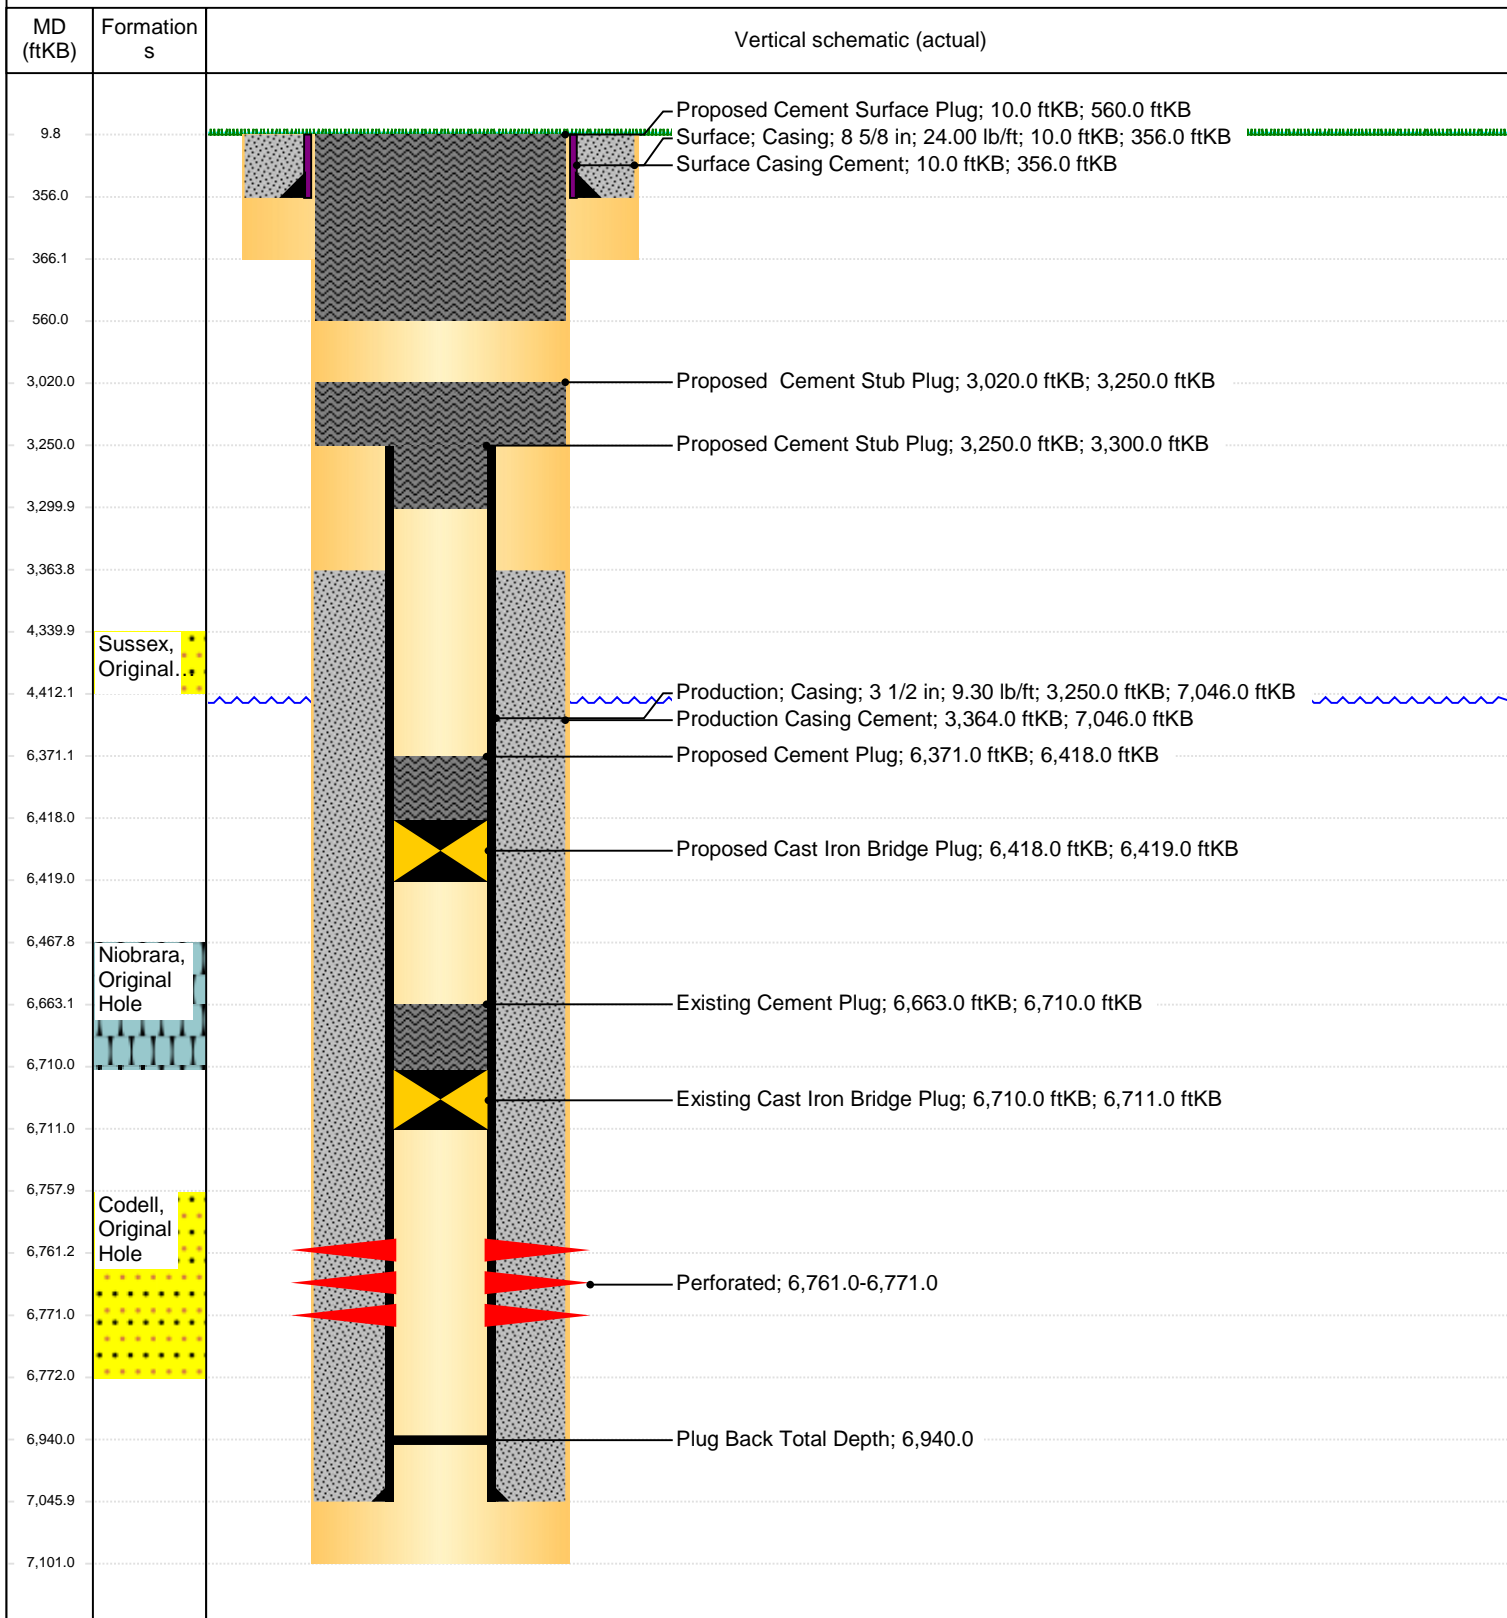 MD
(ftKB)
Formation
s
Vertical schematic (actual)
9.8
356.0
366.1
560.0
3,020.0
3,250.0
3,299.9
3,363.8
4,339.9
4,412.1
6,371.1
6,418.0
6,419.0
6,467.8
6,663.1
6,710.0
6,711.0
6,757.9
6,761.2
6,771.0
6,772.0
6,940.0
7,045.9
7,101.0
Sussex,
Original...
Niobrara,
Original
Hole
Codell,
Original
Hole
Proposed Cement Surface Plug; 10.0 ftKB; 560.0 ftKB
Surface; Casing; 8 5/8 in; 24.00 lb/ft; 10.0 ftKB; 356.0 ftKB
Surface Casing Cement; 10.0 ftKB; 356.0 ftKB
Proposed  Cement Stub Plug; 3,020.0 ftKB; 3,250.0 ftKB
Proposed Cement Stub Plug; 3,250.0 ftKB; 3,300.0 ftKB
Production; Casing; 3 1/2 in; 9.30 lb/ft; 3,250.0 ftKB; 7,046.0 ftKB
Production Casing Cement; 3,364.0 ftKB; 7,046.0 ftKB
Proposed Cement Plug; 6,371.0 ftKB; 6,418.0 ftKB
Proposed Cast Iron Bridge Plug; 6,418.0 ftKB; 6,419.0 ftKB
Existing Cement Plug; 6,663.0 ftKB; 6,710.0 ftKB
Existing Cast Iron Bridge Plug; 6,710.0 ftKB; 6,711.0 ftKB
Perforated; 6,761.0-6,771.0
Plug Back Total Depth; 6,940.0